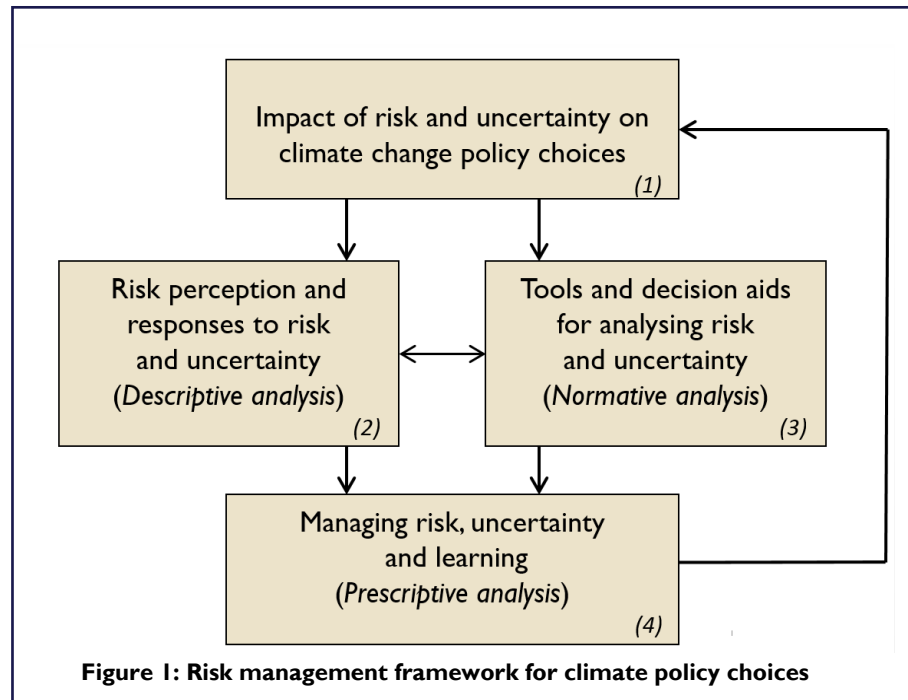 Impact of risk and uncertainty on
climate change policy choices
(1)
Risk perception and
responses to risk
and uncertainty
(Descriptive analysis)
(2)
Tools and decision aids
for analysing risk
and uncertainty
(Normative analysis)
(3)
Managing risk, uncertainty
and learning
(Prescriptive analysis)
(4)
Figure 1: Risk management framework for climate policy choices